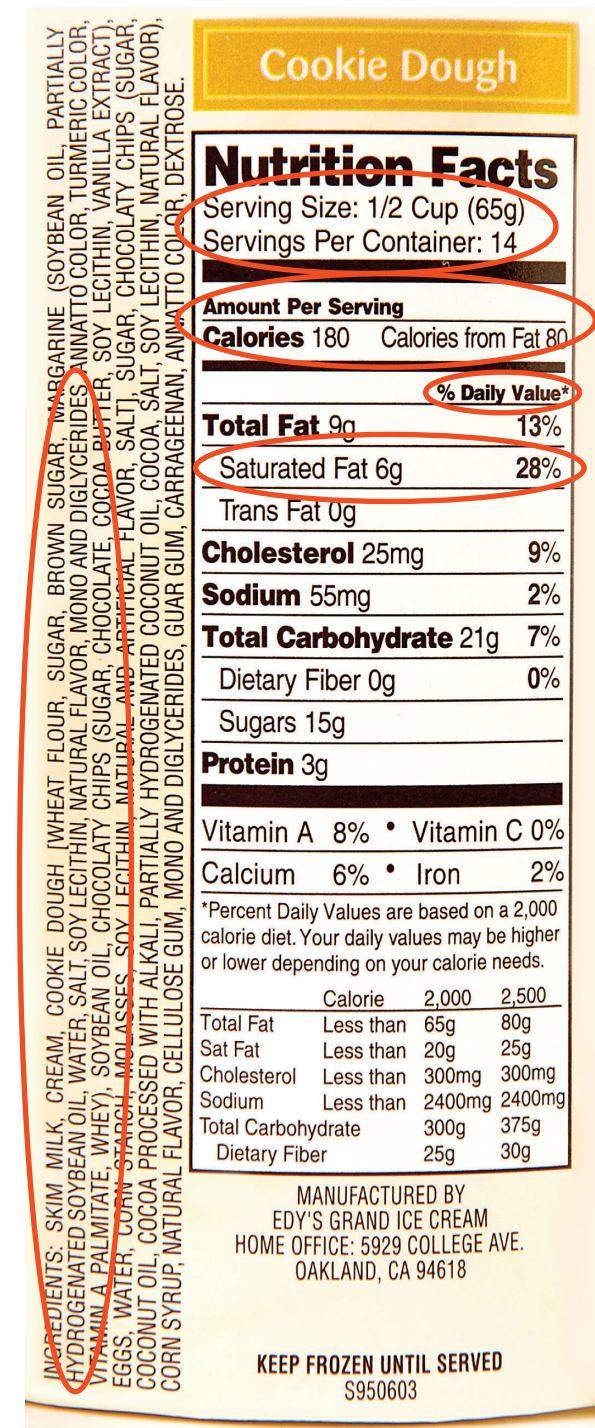 Cookie Dough
Nutrition Facts
Serving Size: 1/2 Cup (65g)
Servings Per Container: 14
Amount Per Serving
Calories 180 Calories from Fat 80
% Daily Value*
Total Fat 9g 13%
Saturated Fat 6g 28%
Trans Fat 0g
Cholesterol 25mg 9%
Sodium 55mg 2%
Total Carbohydrate 21g 7%
Dietary Fiber 0g 0%
Sugars 15g
Protein 3g
Vitamin A 8% • Vitamin C 0%
Calcium 6% • Iron 2%
*Percent Daily Values are based on a 2,000
calorie diet. Your daily values may be higher
or lower depending on your calorie needs.
Calorie 2,000 2,500
Total Fat Less than 65g 80g
Sat Fat Less than 20g 25g
Cholesterol Less than 300mg 300mg
Sodium Less than 2400mg 2400mg
Total Carbohydrate 300g 375g
Dietary Fiber 25g 30g
MANUFACTURED BY
EDY'S GRAND ICE CREAM
HOME OFFICE: 5929 COLLEGE AVE.
OAKLAND, CA 94618
KEEP FROZEN UNTIL SERVED
S950603
INGREDIENTS: SKIM MILK, CREAM, COOKIE DOUGH [WHEAT FLOUR, SUGAR, BROWN SUGAR, MARGARINE (SOYBEAN OIL, PARTIALLY
HYDROGENATED SOYBEAN OIL, WATER, SALT, SOY LECITHIN, NATURAL FLAVOR, MONO AND DIGLYCERIDES, ANNATTO COLOR, TURMERIC COLOR,
VITAMIN A PALMITATE, WHEY), SOYBEAN OIL, CHOCOLATY CHIPS (SUGAR, CHOCOLATE, COCOA BUTTER, SOY LECITHIN, VANILLA EXTRACT),
EGGS, WATER, CORN STARCH, MOLASSES, SOY LECITHIN, NATURAL AND ARTIFICIAL FLAVOR, SALT], SUGAR, CHOCOLATY CHIPS (SUGAR,
COCONUT OIL, COCOA PROCESSED WITH ALKALI, PARTIALLY HYDROGENATED COCONUT OIL, COCOA, SALT, SOY LECITHIN, NATURAL FLAVOR),
CORN SYRUP, NATURAL FLAVOR, CELLULOSE GUM, MONO AND DIGLYCERIDES, GUAR GUM, CARRAGEENAN, ANNATTO COLOR, DEXTROSE.